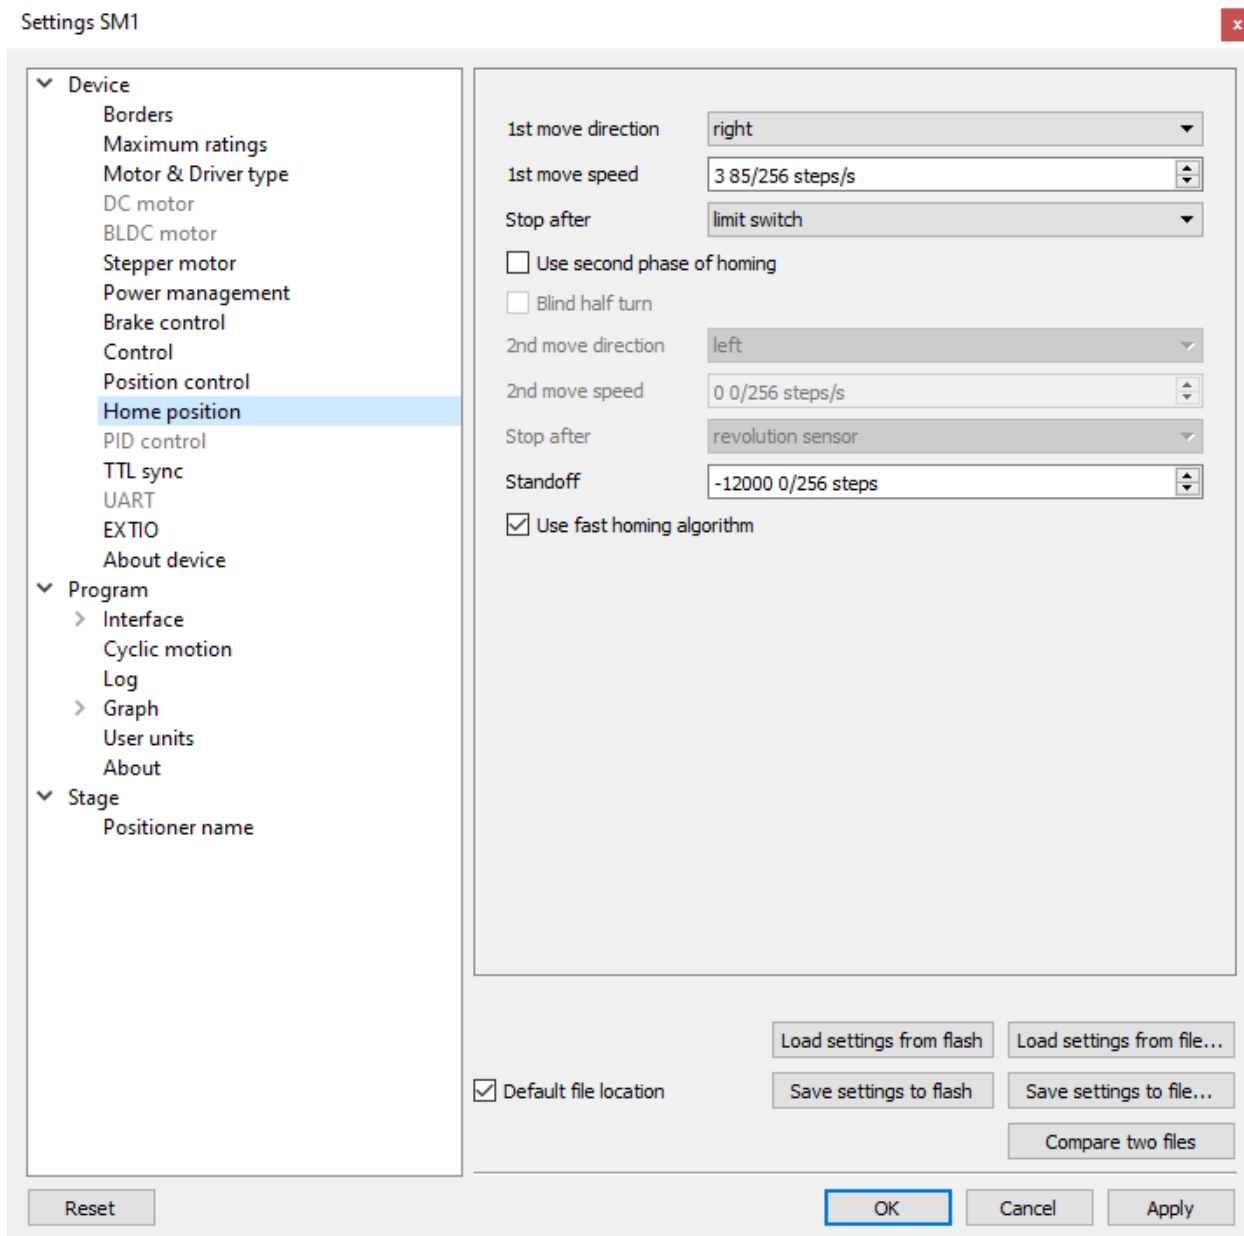 Settings SM1
x
Device
Borders
Maximum ratings
Motor & Driver type
DC motor
BLDC motor
Stepper motor
Power management
Brake control
Control
Position control
Home position
PID control
TTL sync
UART
EXTIO
About device
Program
Interface
Cyclic motion
Log
Graph
User units
About
Stage
Positioner name
1st move direction right
1st move speed 3 85/256 steps/s
Stop after limit switch
Use second phase of homing
Blind half turn
2nd move direction left
2nd move speed 0 0/256 steps/s
Stop after revolution sensor
Standoff -12000 0/256 steps
Use fast homing algorithm
Load settings from flash Load settings from file...
Default file location Save settings to flash Save settings to file...
Compare two files
Reset OK Cancel Apply